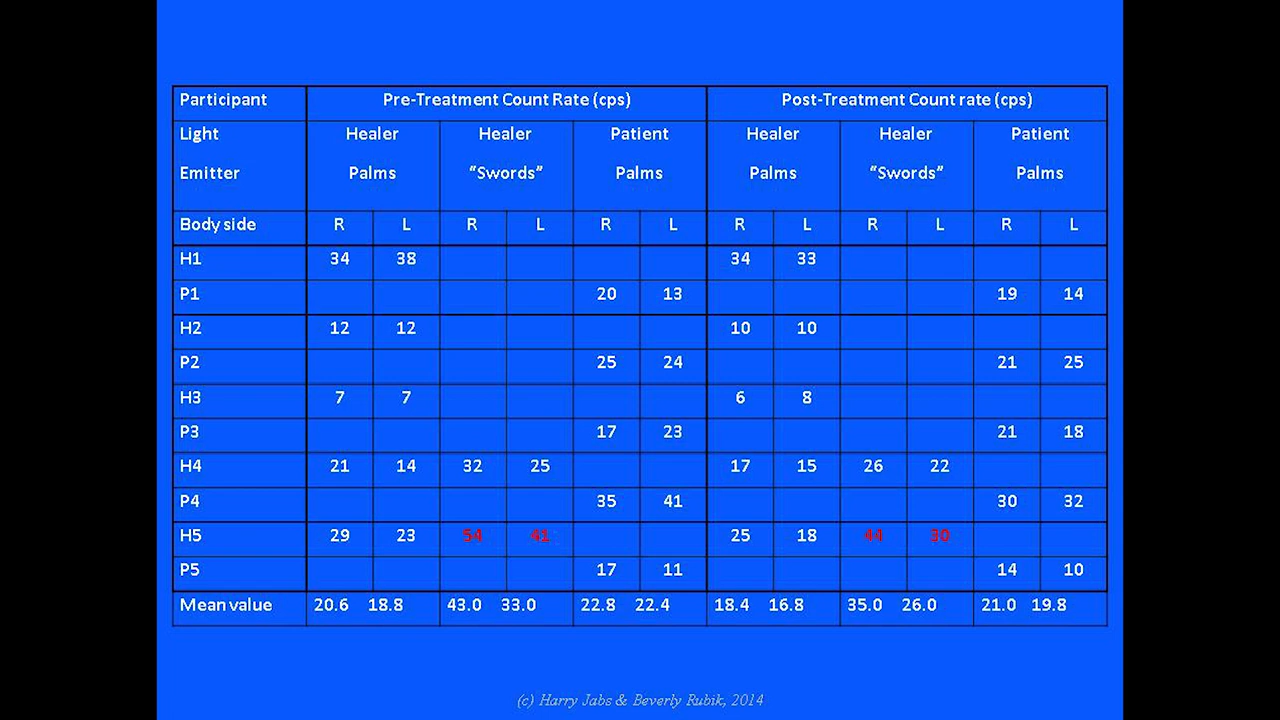 Participant Pre-Treatment Count Rate (cps) Post-Treatment Count rate (cps)
Light Healer Healer Patient Healer Healer Patient
Emitter Palms “Swords” Palms Palms “Swords” Palms
Body side R L R L R L R L R L R L
H1 34 38 34 33
P1 20 13 19 14
H2 12 12 10 10
P2 25 24 21 25
H3 7 7 6 8
P3 17 23 21 18
H4 21 14 32 25 17 15 26 22
P4 35 41 30 32
H5 29 23 54 41 25 18 44 30
P5 17 11 14 10
Mean value 20.6 18.8 43.0 33.0 22.8 22.4 18.4 16.8 35.0 26.0 21.0 19.8
(c) Harry Jabs & Beverly Rubik, 2014